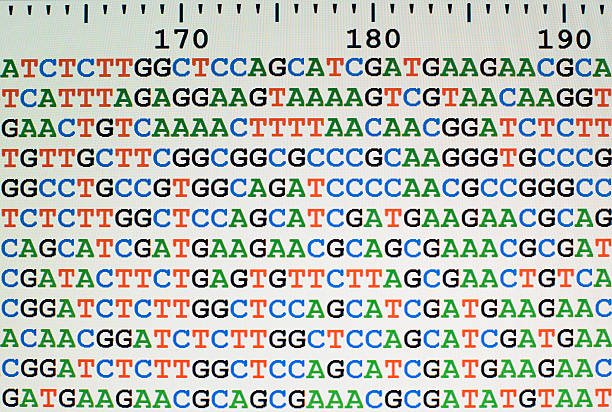 170 180 190
ATCTCTTGGCTCCAGCATCGATGAAGAACGCA
TCATTTAGAGGAAGTAAAAGTCGTAACAAGGT
GAACTGTCAAAACTTTTAACAACGGATCTCTT
TGTTGCTTCGGCGGCGCCCGCAAGGGTGCCCG
GGCCTGCCGTGGCAGATCCCCAACGCCGGGCC
TCTCTTGGCTCCAGCATCGATGAAGAACGCAG
CAGCATCGATGAAGAACGCAGCGAAACGCGAT
CGATACTTCTGAGTGTTCTTAGCGAACTGTCA
CGGATCTCTTGGCTCCAGCATCGATGAAGAAC
ACAACGGATCTCTTGGCTCCAGCATCGATGAA
CGGATCTCTTGGCTCCAGCATCGATGAAGAAC
GATGAAGAACGCAGCGAAACGCGATATGTAAT